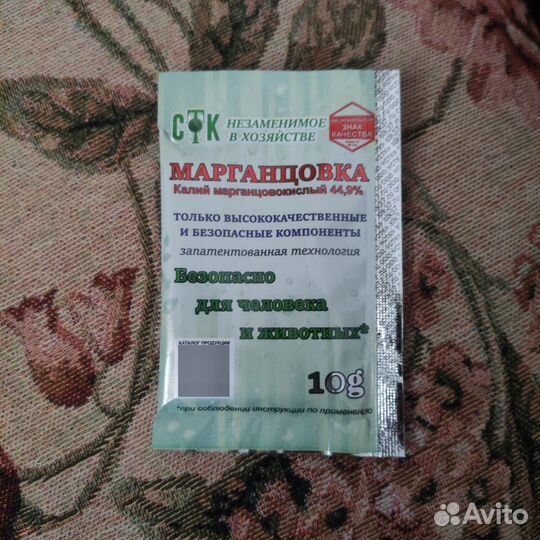 СТК
НЕЗАМЕНИМОЕ
В ХОЗЯЙСТВЕ
ЗНАК
КАЧЕСТВА
МАРГАНЦОВКА
Калий марганцовокислый 44,9%
ТОЛЬКО ВЫСОКОКАЧЕСТВЕННЫЕ
И БЕЗОПАСНЫЕ КОМПОНЕНТЫ
запатентованная технология
Безопасно
для человека
и животных*
КАТАЛОГ ПРОДУКЦИИ
10g
*при соблюдении инструкции по применению
Avito